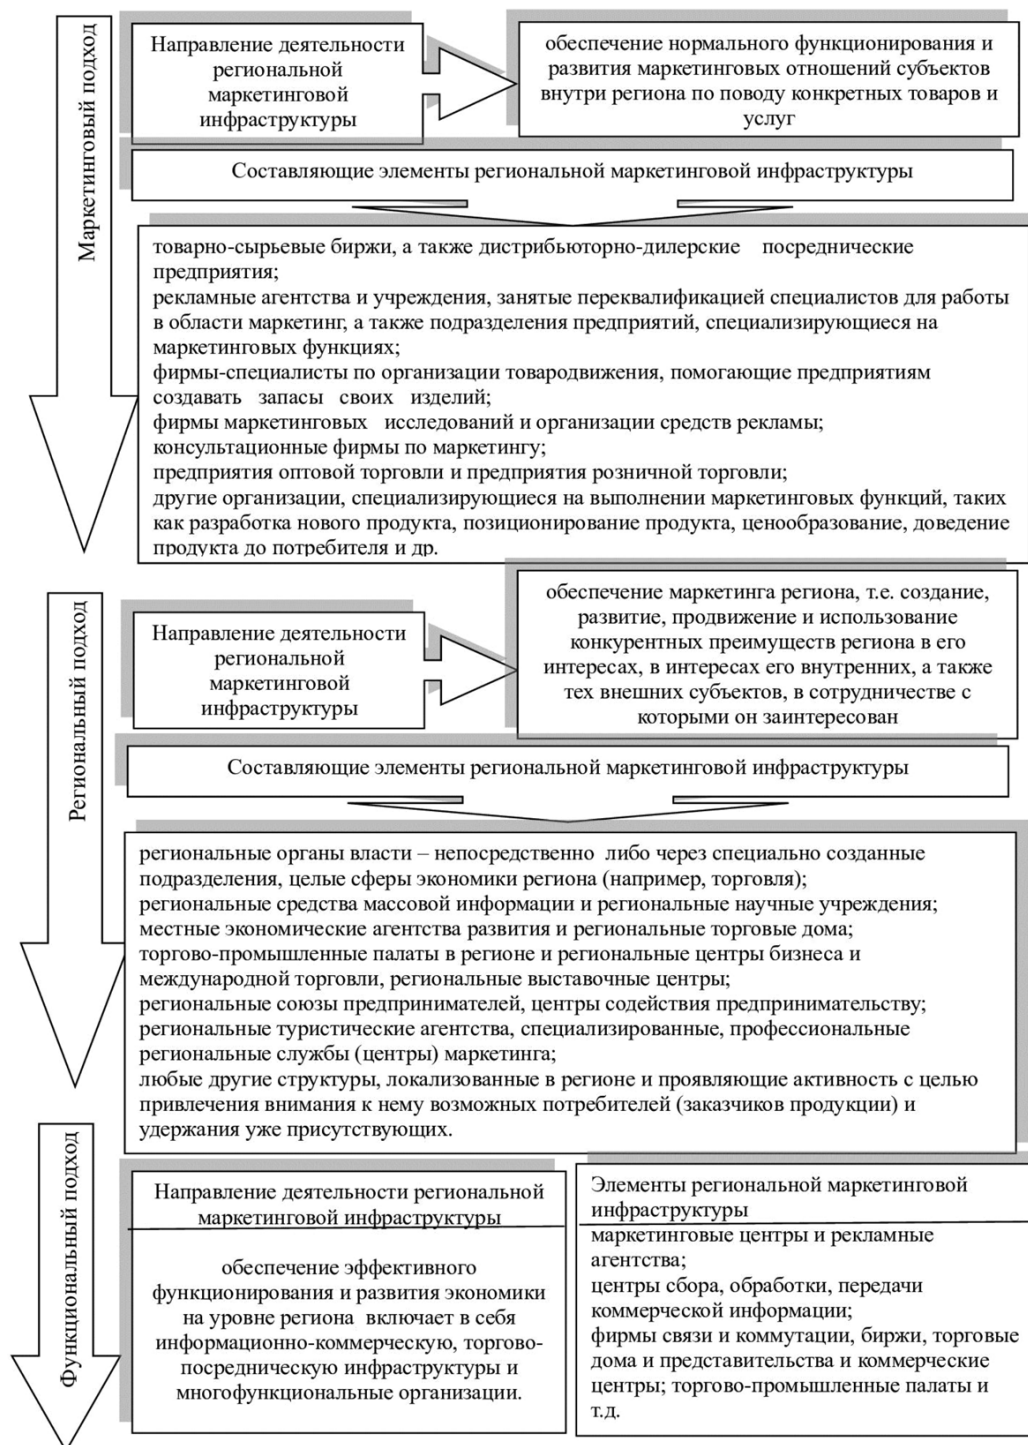 Маркетинговый подход
Направление деятельности
региональной
маркетинговой
инфраструктуры
обеспечение нормального функционирования и
развития маркетинговых отношений субъектов
внутри региона по поводу конкретных товаров и
услуг
Составляющие элементы региональной маркетинговой инфраструктуры
товарно-сырьевые биржи, а также дистрибьюторно-дилерские посреднические
предприятия;
рекламные агентства и учреждения, занятые переквалификацией специалистов для работы
в области маркетинг, а также подразделения предприятий, специализирующиеся на
маркетинговых функциях;
фирмы-специалисты по организации товародвижения, помогающие предприятиям
создавать запасы своих изделий;
фирмы маркетинговых исследований и организации средств рекламы;
консультационные фирмы по маркетингу;
предприятия оптовой торговли и предприятия розничной торговли;
другие организации, специализирующиеся на выполнении маркетинговых функций, таких
как разработка нового продукта, позиционирование продукта, ценообразование, доведение
продукта до потребителя и др.
Региональный подход
Направление деятельности
региональной
маркетинговой
инфраструктуры
обеспечение маркетинга региона, т.е. создание,
развитие, продвижение и использование
конкурентных преимуществ региона в его
интересах, в интересах его внутренних, а также
тех внешних субъектов, в сотрудничестве с
которыми он заинтересован
Составляющие элементы региональной маркетинговой инфраструктуры
региональные органы власти – непосредственно либо через специально созданные
подразделения, целые сферы экономики региона (например, торговля);
региональные средства массовой информации и региональные научные учреждения;
местные экономические агентства развития и региональные торговые дома;
торгово-промышленные палаты в регионе и региональные центры бизнеса и
международной торговли, региональные выставочные центры;
региональные союзы предпринимателей, центры содействия предпринимательству;
региональные туристические агентства, специализированные, профессиональные
региональные службы (центры) маркетинга;
любые другие структуры, локализованные в регионе и проявляющие активность с целью
привлечения внимания к нему возможных потребителей (заказчиков продукции) и
удержания уже присутствующих.
Функциональный подход
Направление деятельности региональной
маркетинговой инфраструктуры
обеспечение эффективного
функционирования и развития экономики
на уровне региона включает в себя
информационно-коммерческую, торгово-
посредническую инфраструктуры и
многофункциональные организации.
Элементы региональной маркетинговой
инфраструктуры
маркетинговые центры и рекламные
агентства;
центры сбора, обработки, передачи
коммерческой информации;
фирмы связи и коммутации, биржи, торговые
дома и представительства и коммерческие
центры; торгово-промышленные палаты и
т.д.